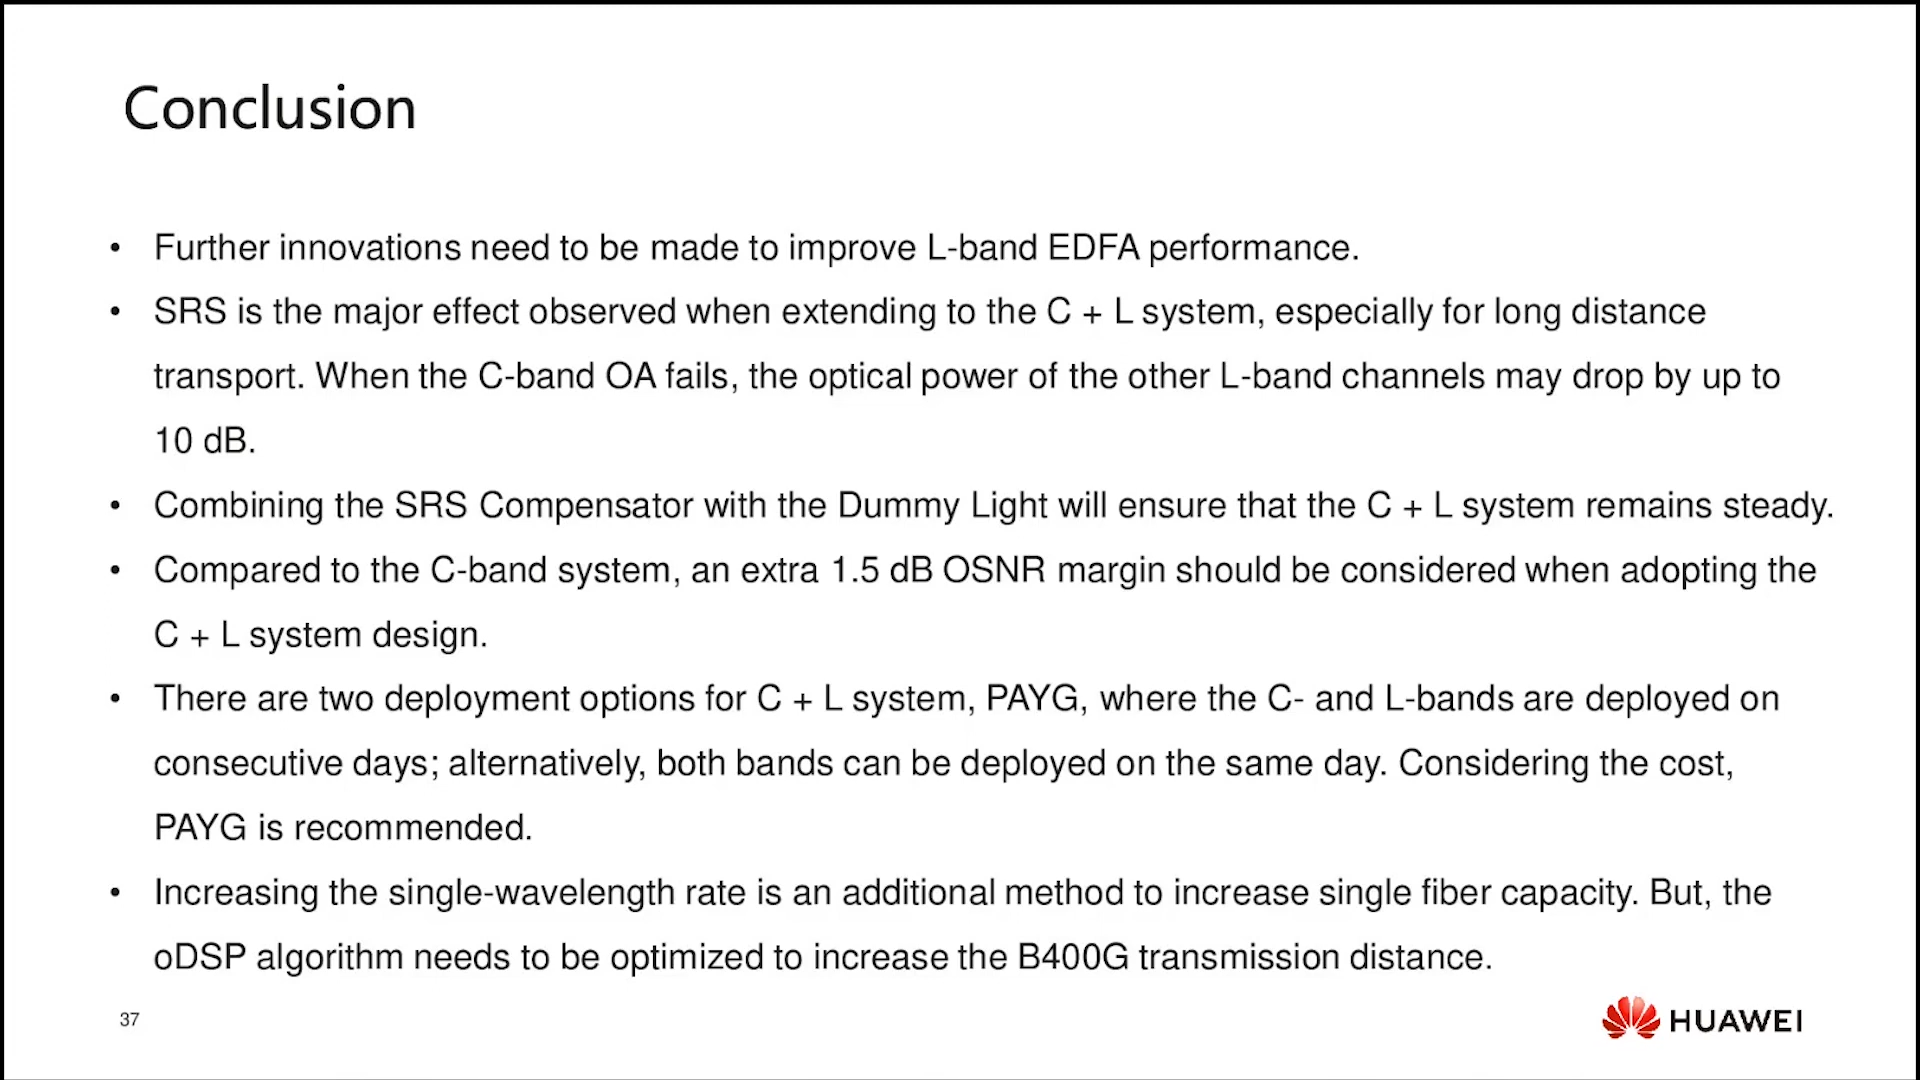 Conclusion
• Further innovations need to be made to improve L-band EDFA performance.
• SRS is the major effect observed when extending to the C + L system, especially for long distance
transport. When the C-band OA fails, the optical power of the other L-band channels may drop by up to
10 dB.
• Combining the SRS Compensator with the Dummy Light will ensure that the C + L system remains steady.
• Compared to the C-band system, an extra 1.5 dB OSNR margin should be considered when adopting the
C + L system design.
• There are two deployment options for C + L system, PAYG, where the C- and L-bands are deployed on
consecutive days; alternatively, both bands can be deployed on the same day. Considering the cost,
PAYG is recommended.
• Increasing the single-wavelength rate is an additional method to increase single fiber capacity. But, the
oDSP algorithm needs to be optimized to increase the B400G transmission distance.
37
HUAWEI